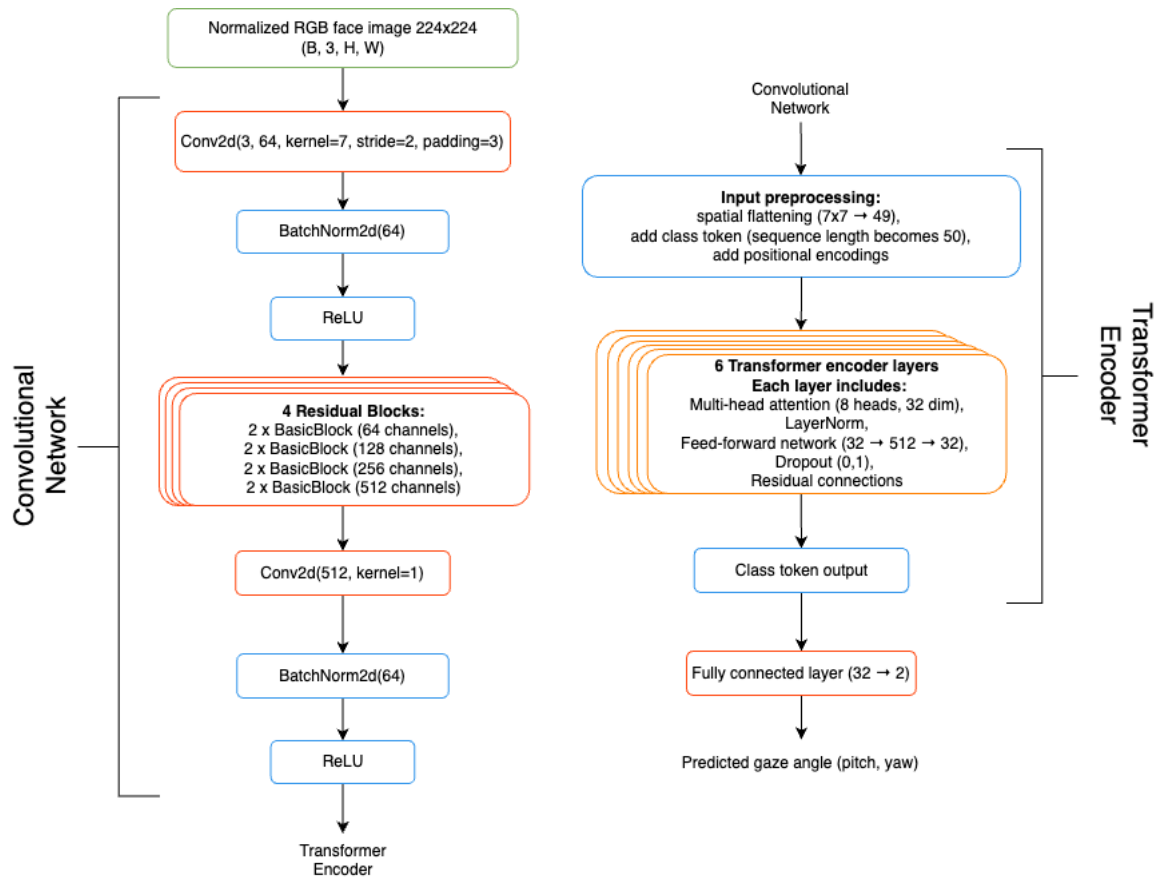 Normalized RGB face image 224x224
(B, 3, H, W)
Convolutional
Network
Conv2d(3, 64, kernel=7, stride=2, padding=3)
BatchNorm2d(64)
ReLU
4 Residual Blocks:
2 x BasicBlock (64 channels),
2 x BasicBlock (128 channels),
2 x BasicBlock (256 channels),
2 x BasicBlock (512 channels)
Conv2d(512, kernel=1)
BatchNorm2d(64)
ReLU
Transformer
Encoder
Convolutional
Network
Input preprocessing:
spatial flattening (7x7 → 49),
add class token (sequence length becomes 50),
add positional encodings
Transformer
Encoder
6 Transformer encoder layers
Each layer includes:
Multi-head attention (8 heads, 32 dim),
LayerNorm,
Feed-forward network (32 → 512 → 32),
Dropout (0,1),
Residual connections
Class token output
Fully connected layer (32 → 2)
Predicted gaze angle (pitch, yaw)